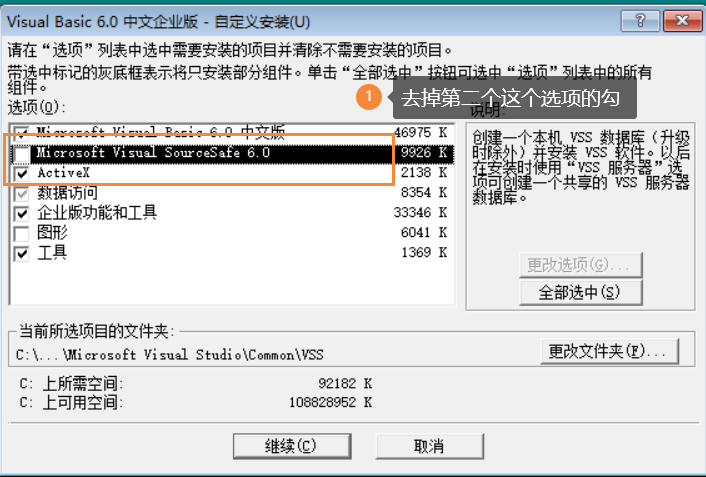 Visual Basic 6.0 中文企业版 - 自定义安装(U)
请在“选项”列表中选中需要安装的项目并清除不需要安装的项目。
带选中标记的灰底框表示将只安装部分组件。单击“全部选中”按钮可选中“选项”列表中的所有
组件。
1 去掉第二个这个选项的勾
选项(O):
说明:
Microsoft Visual Basic 6.0 中文版 46975 K
Microsoft Visual SourceSafe 6.0 9926 K
ActiveX 2138 K
数据访问 8354 K
企业版功能和工具 33346 K
图形 6041 K
工具 1369 K
创建一个本机 VSS 数据库（升级
时除外）并安装 VSS 软件。以后
在安装时使用“VSS 服务器”选
项可创建一个共享的 VSS 服务器
数据库。
更改选项(G)...
全部选中(S)
当前所选项目的文件夹:
C:\...\Microsoft Visual Studio\Common\VSS
更改文件夹(F)...
C: 上所需空间: 92182 K
C: 上可用空间: 108828952 K
继续(C)
取消